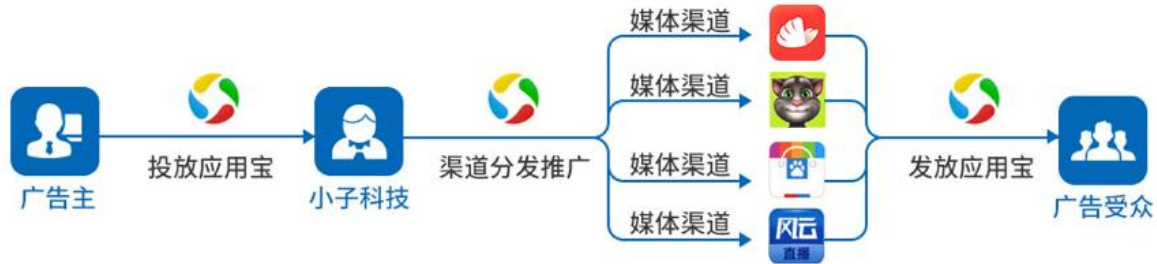 媒体渠道
媒体渠道
投放应用宝
渠道分发推广
媒体渠道
发放应用宝
广告主
小子科技
广告受众
媒体渠道
风云
直播